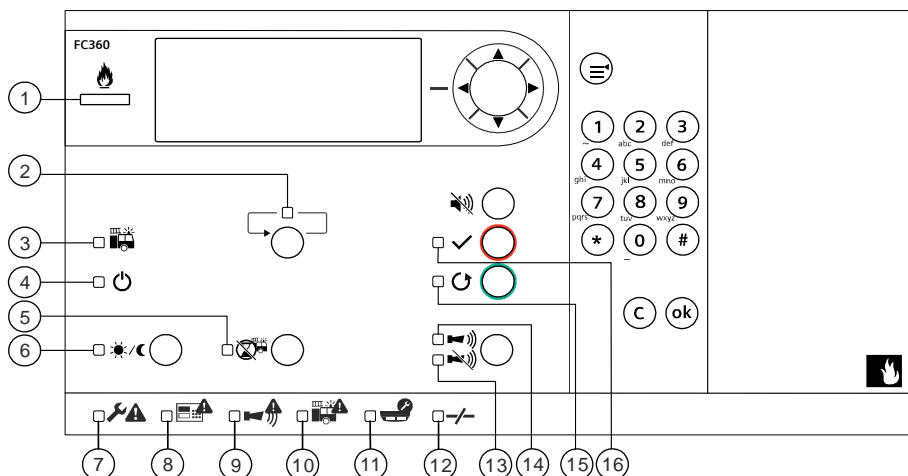 FC360
1
2
3
4
5
6
1 2 3
~ abc def
4 5 6
ghi jkl mno
7 8 9
pqrs tuv wxyz
* 0 #
_
C ok
-/-
7 8 9 10 11 12 13 14 15 16